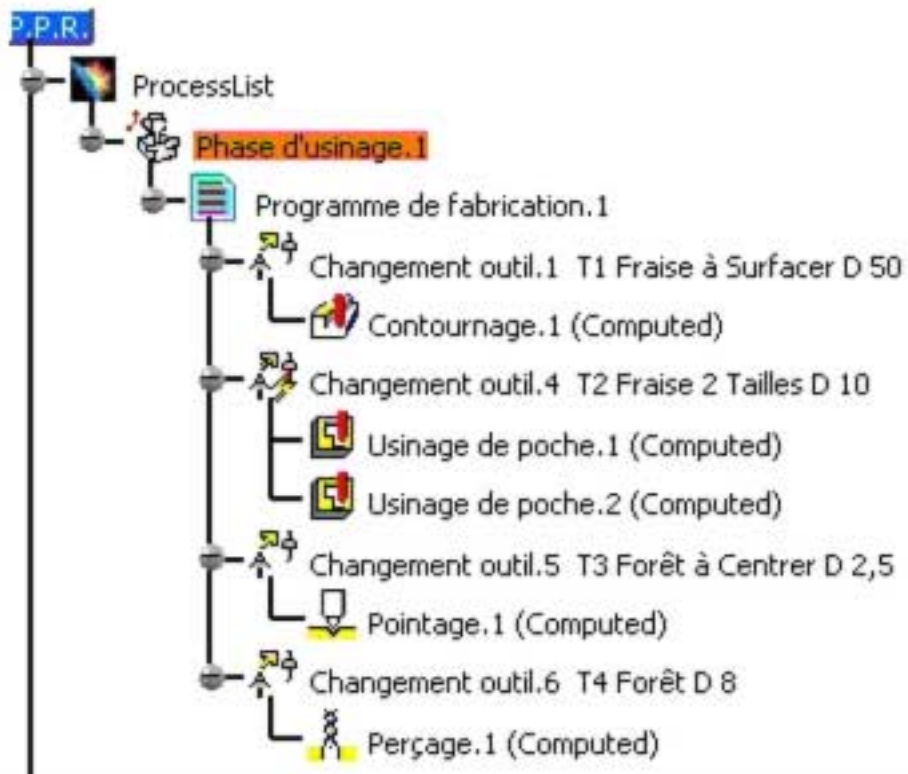 P.P.R.
ProcessList
Phase d'usinage.1
Programme de fabrication.1
Changement outil.1 T1 Fraise à Surfacer D 50
Contournage.1 (Computed)
Changement outil.4 T2 Fraise 2 Tailles D 10
Usinage de poche.1 (Computed)
Usinage de poche.2 (Computed)
Changement outil.5 T3 Forêt à Centrer D 2,5
Pointage.1 (Computed)
Changement outil.6 T4 Forêt D 8
Perçage.1 (Computed)